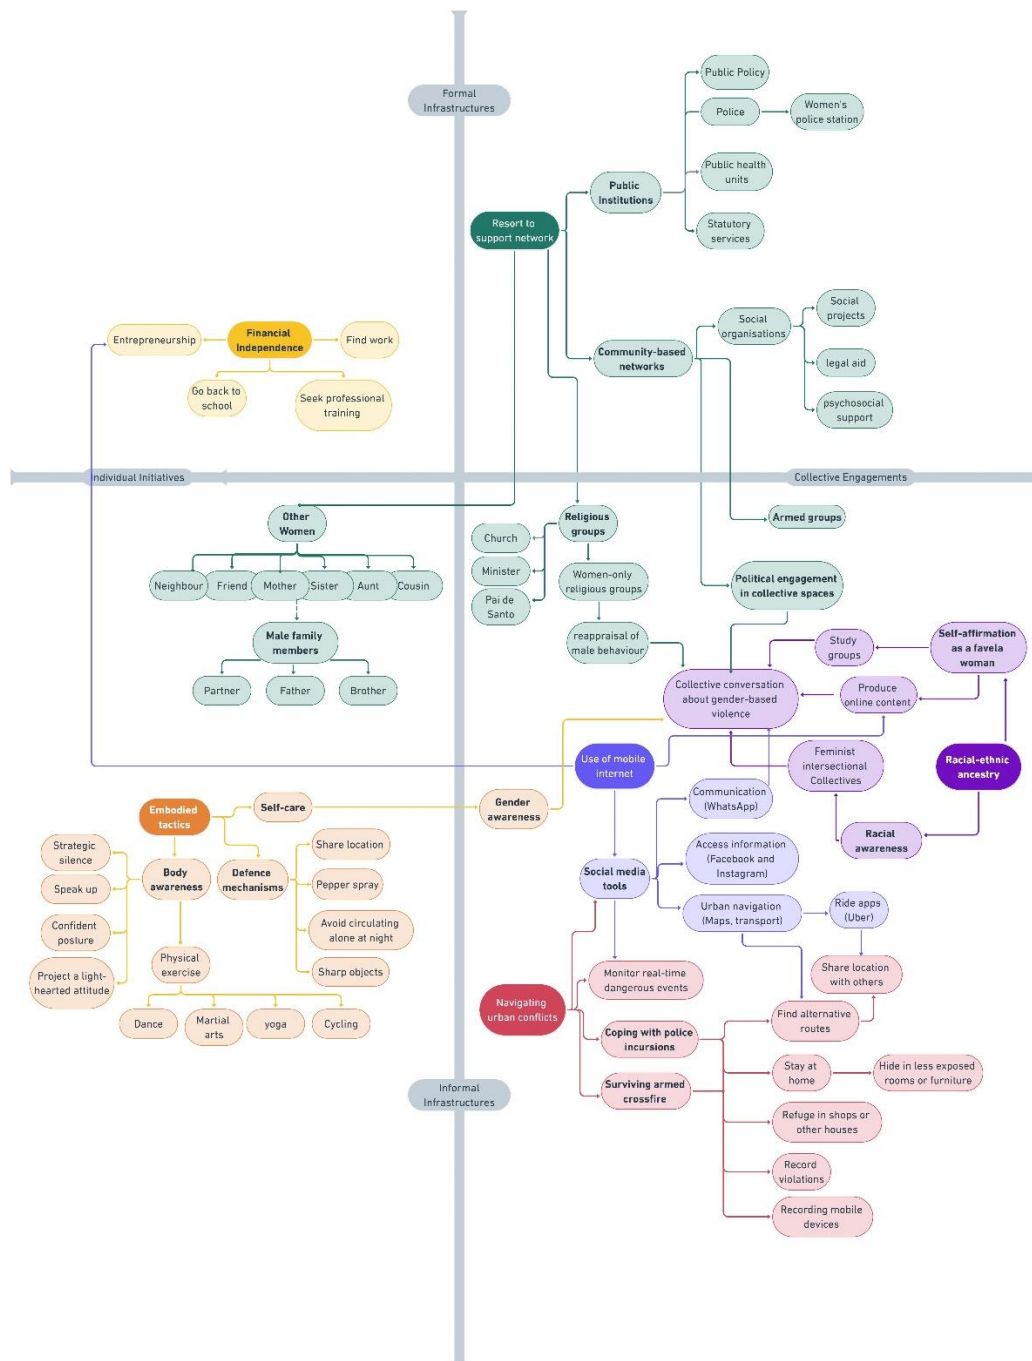 Formal
Infrastructures
Public Policy
Police
Women's
police station
Public
Institutions
Public health
units
Statutory
services
Resort to
support network
Social
organisations
Social
projects
legal aid
psychosocial
support
Community-based
networks
Entrepreneurship
Financial
Independence
Find work
Go back to
school
Seek professional
training
Individual Initiatives
Collective Engagements
Other
Women
Neighbour
Friend
Mother
Sister
Aunt
Cousin
Male family
members
Partner
Father
Brother
Religious
groups
Church
Minister
Pai de
Santo
Women-only
religious groups
reappraisal of
male behaviour
Armed groups
Political engagement
in collective spaces
Study
groups
Self-affirmation
as a favela
woman
Collective conversation
about gender-based
violence
Produce
online content
Use of mobile
internet
Feminist
intersectional
Collectives
Racial-ethnic
ancestry
Racial
awareness
Embodied
tactics
Self-care
Gender
awareness
Strategic
silence
Speak up
Confident
posture
Project a light-
hearted attitude
Body
awareness
Defence
mechanisms
Share location
Pepper spray
Avoid circulating
alone at night
Sharp objects
Physical
exercise
Dance
Martial
arts
yoga
Cycling
Communication
(WhatsApp)
Access information
(Facebook and
Instagram)
Social media
tools
Urban navigation
(Maps, transport)
Ride apps
(Uber)
Monitor real-time
dangerous events
Share location
with others
Navigating
urban conflicts
Find alternative
routes
Coping with police
incursions
Stay at
home
Hide in less exposed
rooms or furniture
Surviving armed
crossfire
Refuge in shops or
other houses
Record
violations
Recording mobile
devices
Informal
Infrastructures